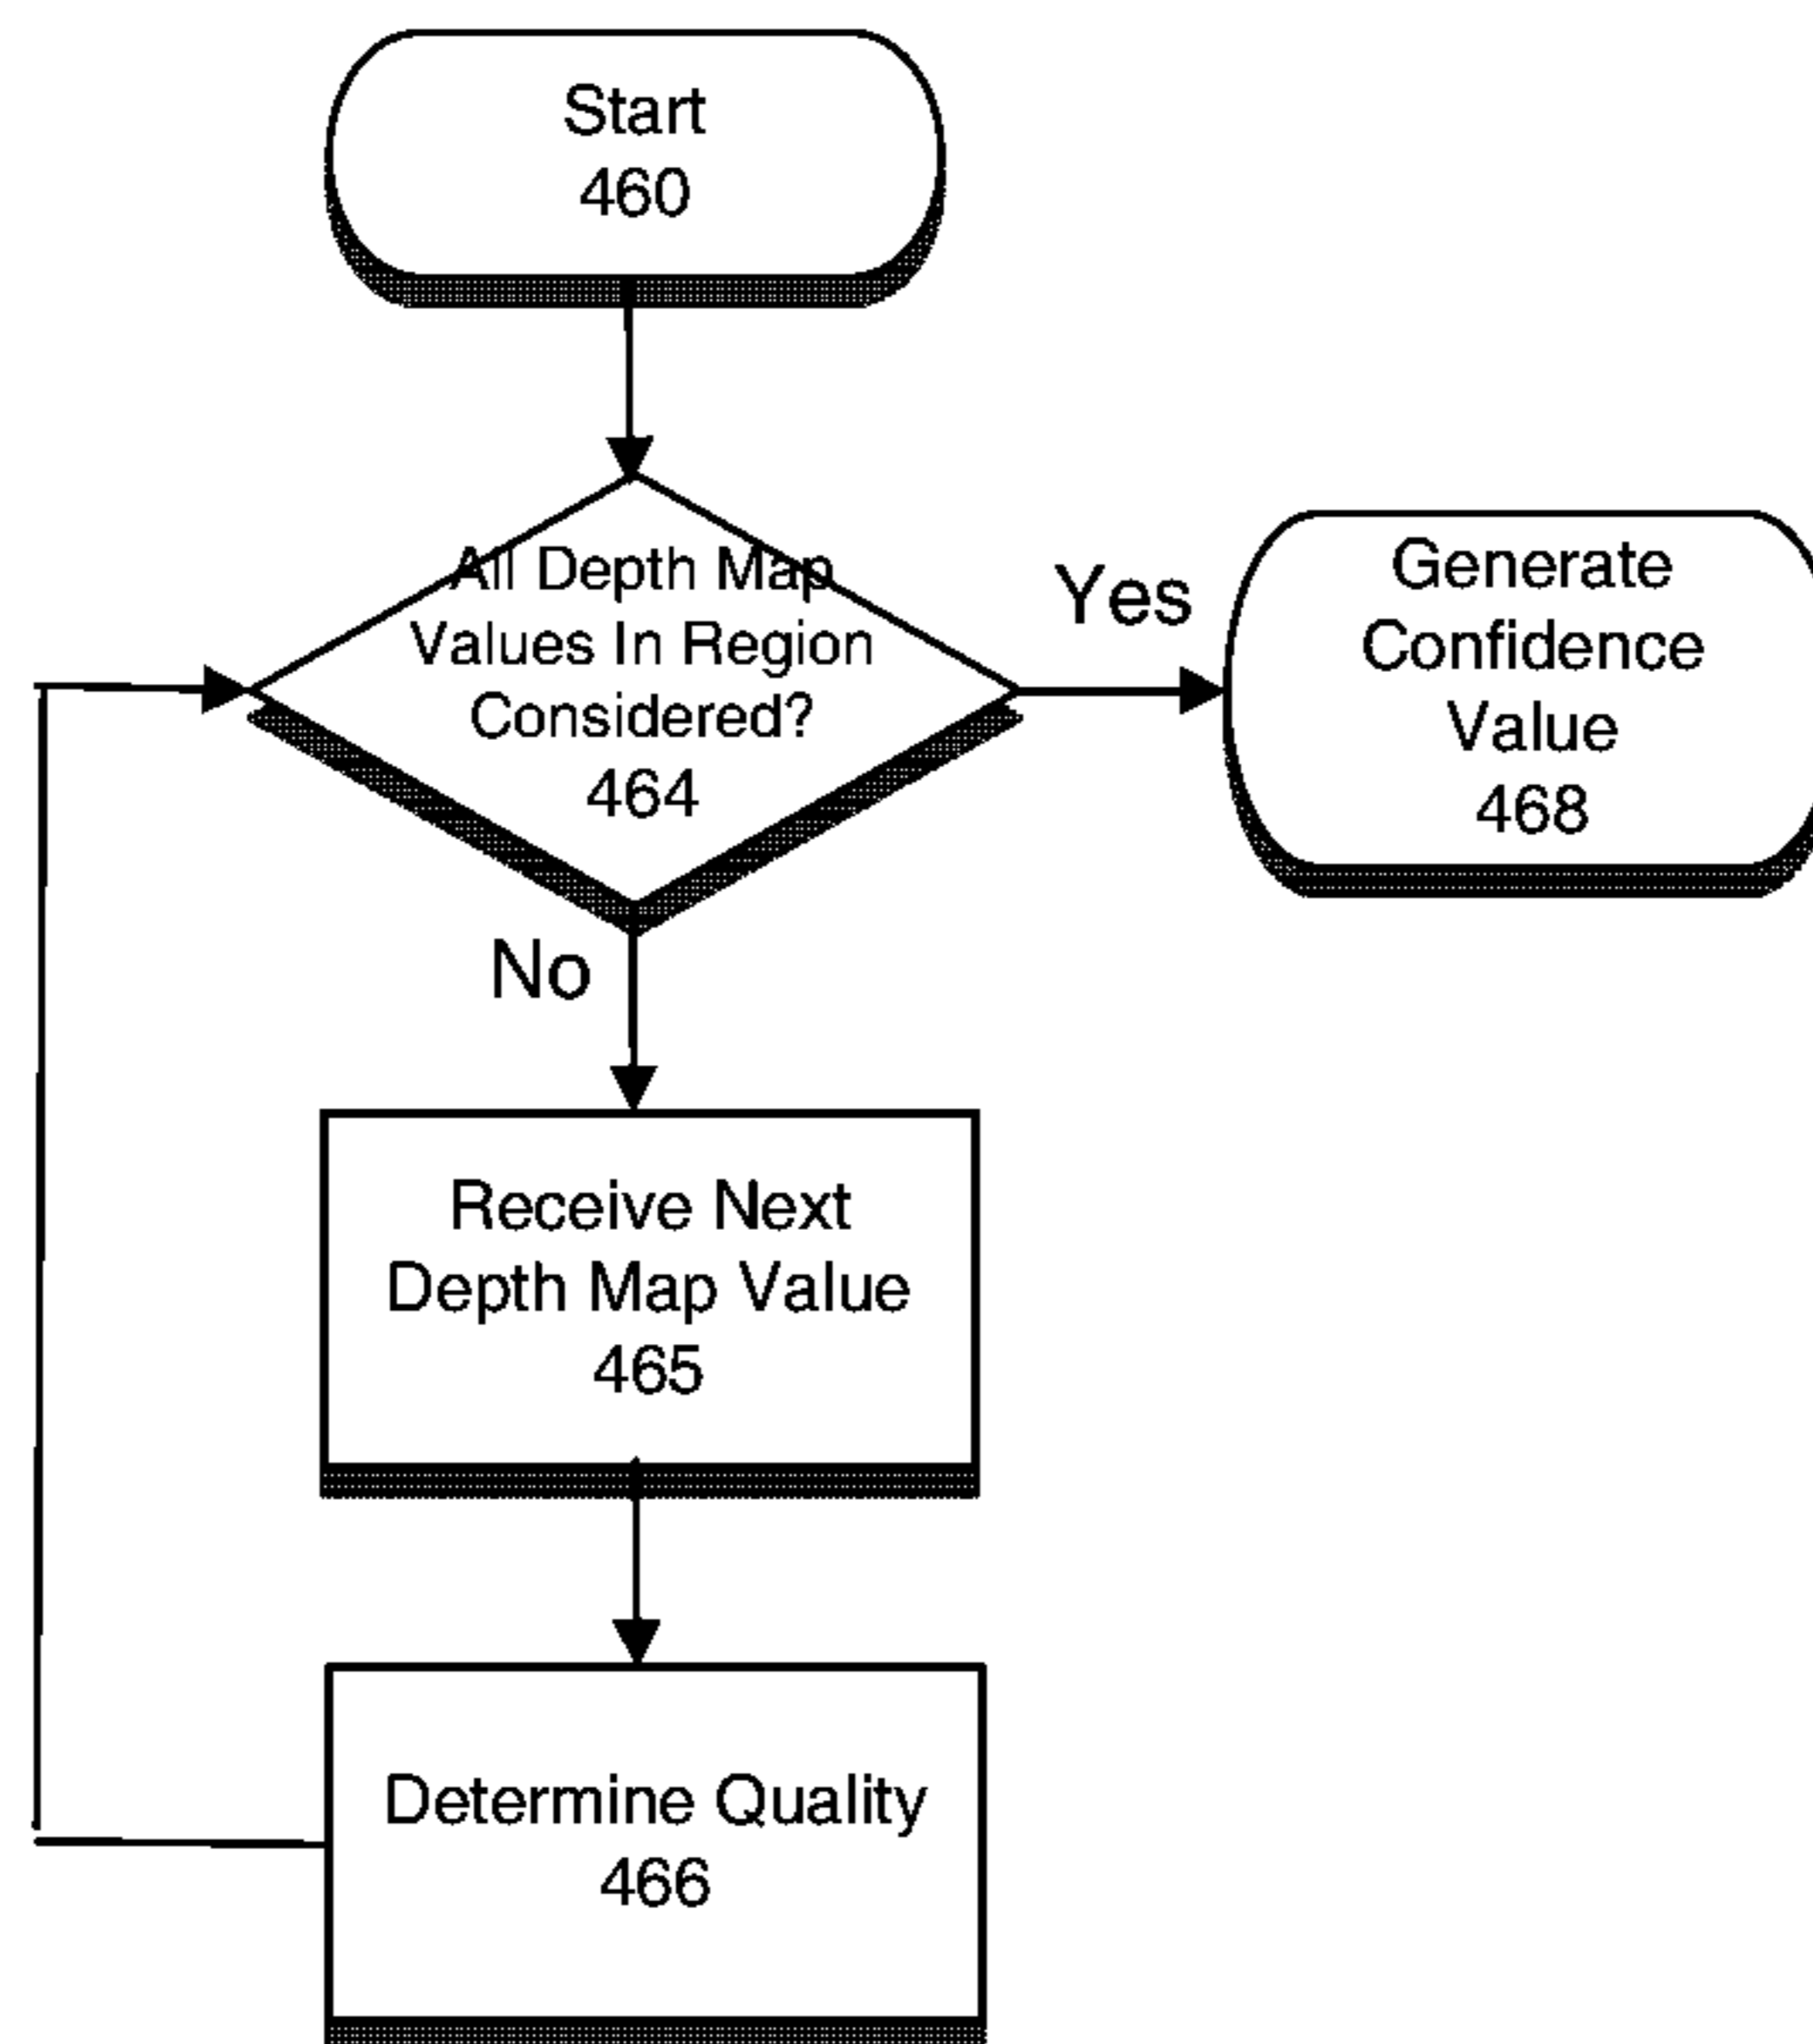 Start
460
All Depth Map
Values In Region
Considered?
464
Yes
Generate
Confidence
Value
468
No
Receive Next
Depth Map Value
465
Determine Quality
466